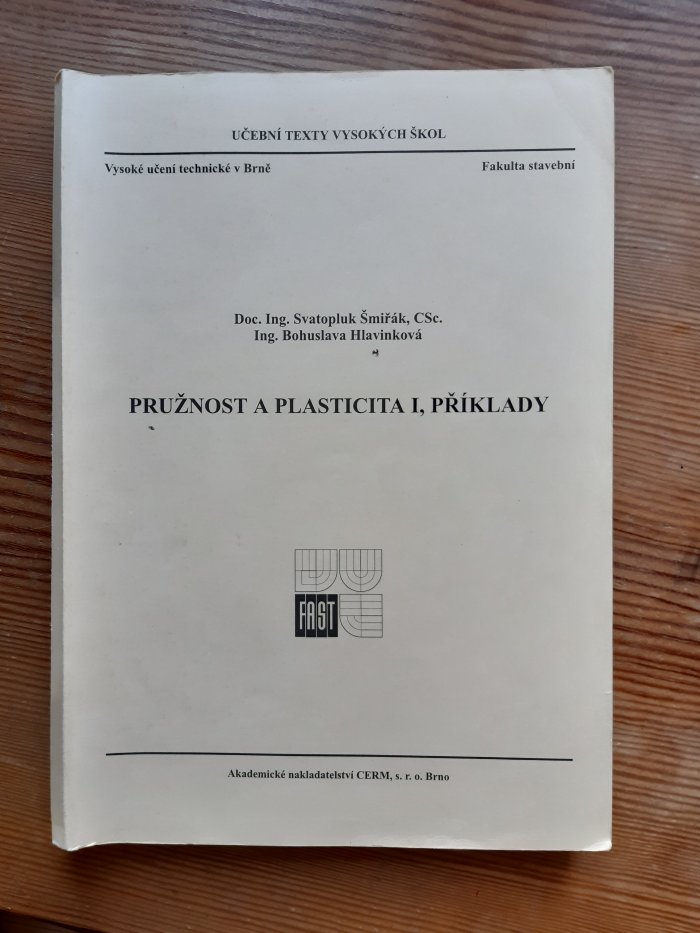 UČEBNÍ TEXTY VYSOKÝCH ŠKOL
Vysoké učení technické v Brně Fakulta stavební
Doc. Ing. Svatopluk Šmiřák, CSc.
Ing. Bohuslava Hlavinková
PRUŽNOST A PLASTICITA I, PŘÍKLADY
FAST
Akademické nakladatelství CERM, s. r. o. Brno